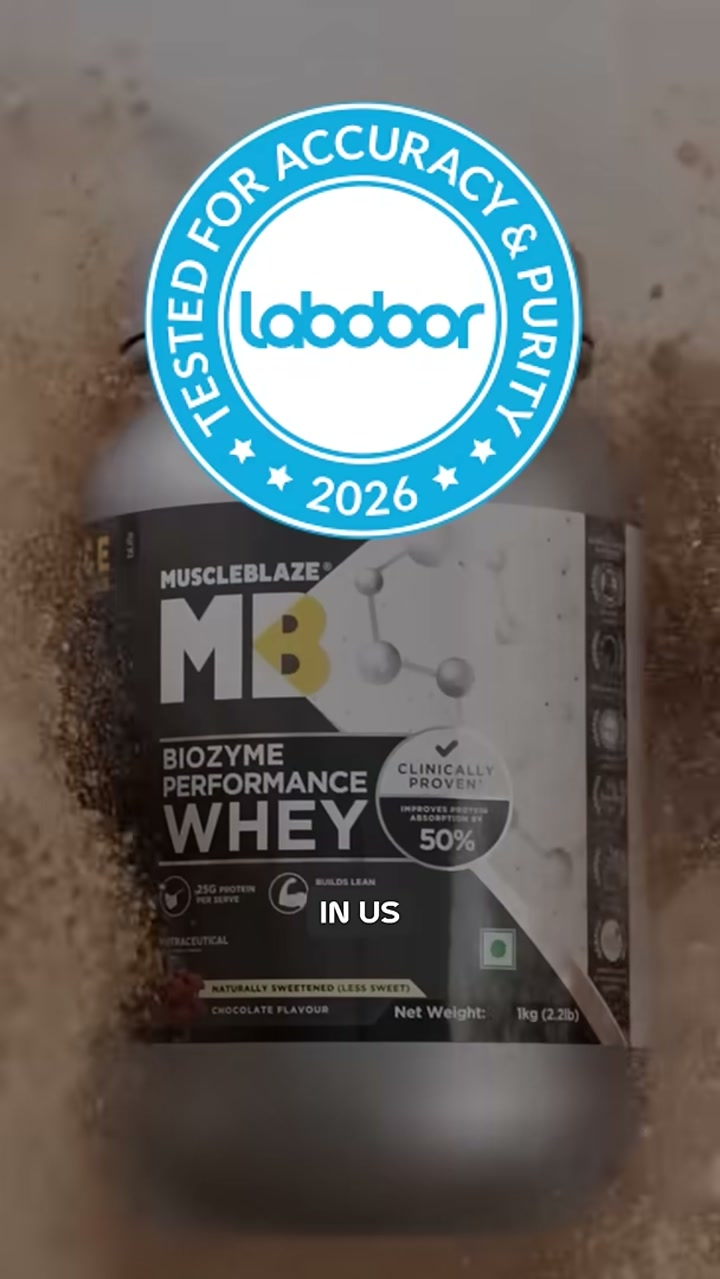 TESTED FOR ACCURACY & PURITY
labdoor
2026
MUSCLEBLAZE®
MB
BIOZYME
PERFORMANCE
WHEY
CLINICALLY
PROVEN
IMPROVES PROTEIN
ABSORPTION BY
50%
25G PROTEIN
PER SERVE
BUILDS LEAN
IN US
NATURALLY SWEETENED (LESS SWEET)
CHOCOLATE FLAVOUR
Net Weight: 1kg (2.2lb)